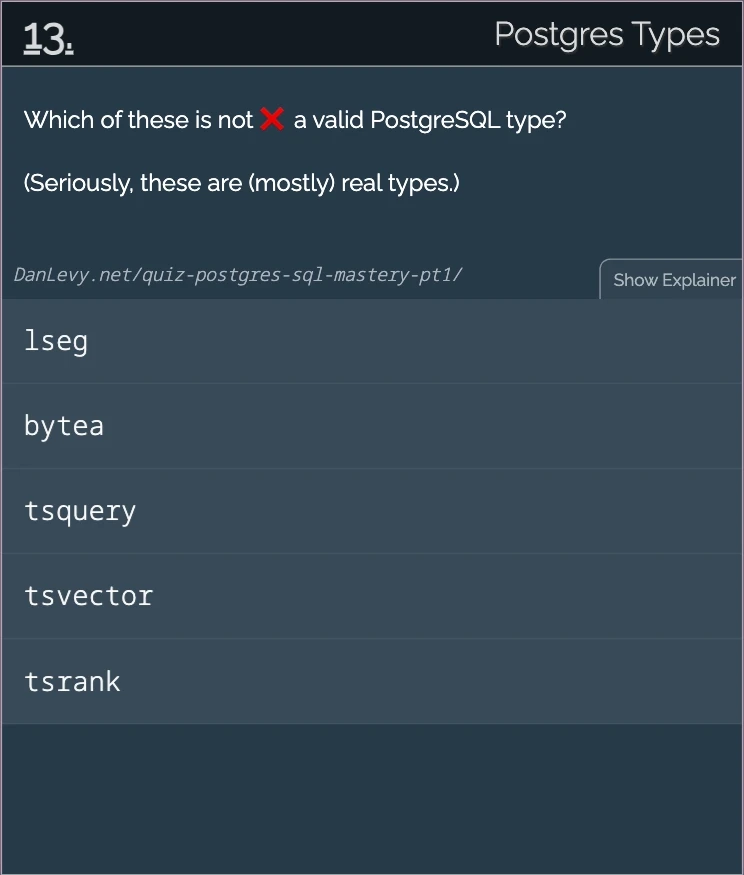 13.
Postgres Types
Which of these is not ❌ a valid PostgreSQL type?
(Seriously, these are (mostly) real types.)
DanLevy.net/quiz-postgres-sql-mastery-pt1/
Show Explainer
lseg
bytea
tsquery
tsvector
tsrank